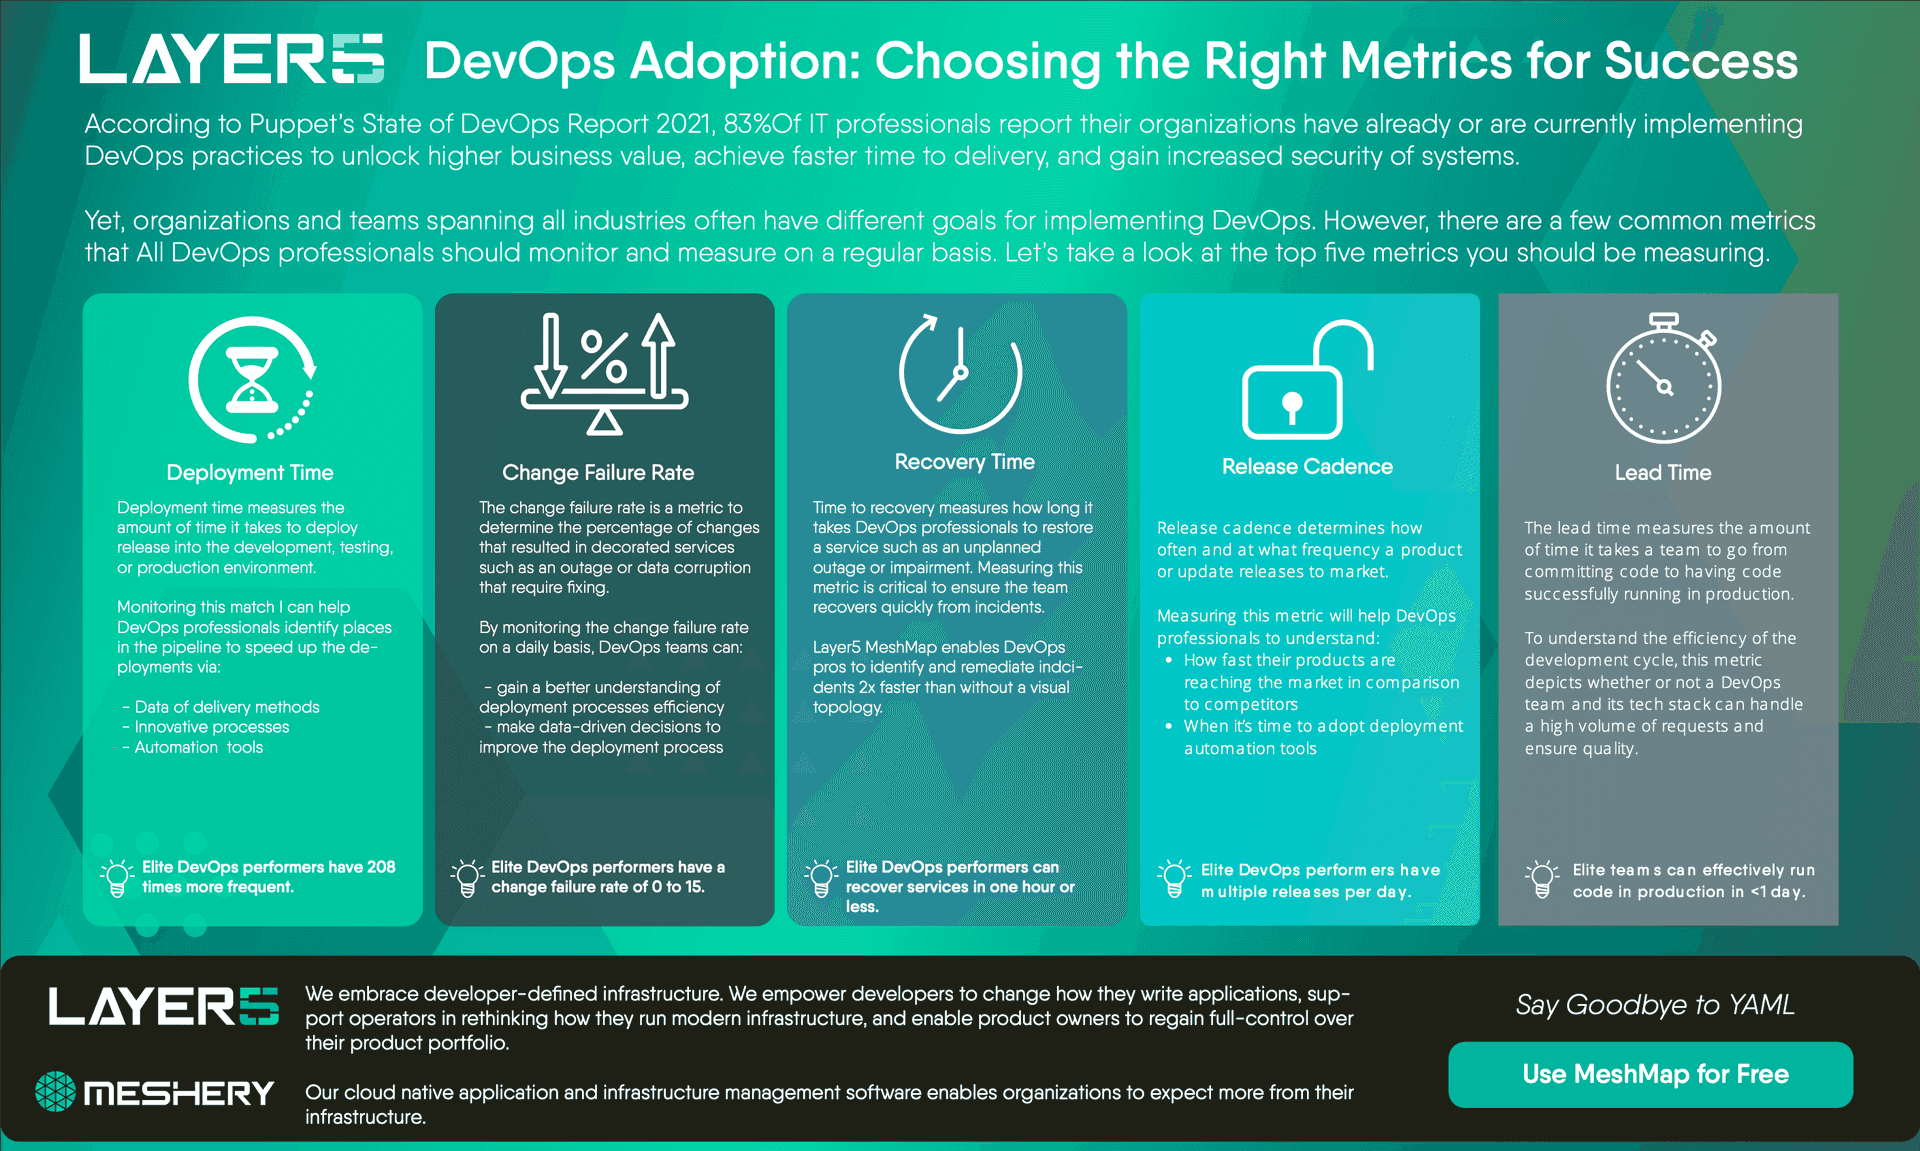 LAYER5 DevOps Adoption: Choosing the Right Metrics for Success
According to Puppet's State of DevOps Report 2021, 83%Of IT professionals report their organizations have already or are currently implementing
DevOps practices to unlock higher business value, achieve faster time to delivery, and gain increased security of systems.
Yet, organizations and teams spanning all industries often have different goals for implementing DevOps. However, there are a few common metrics
that All DevOps professionals should monitor and measure on a regular basis. Let's take a look at the top five metrics you should be measuring.
Deployment Time
Deployment time measures the
amount of time it takes to deploy
release into the development, testing,
or production environment.
Monitoring this match I can help
DevOps professionals identify places
in the pipeline to speed up the de-
ployments via:
- Data of delivery methods
- Innovative processes
- Automation tools
Elite DevOps performers have 208
times more frequent.
%
Change Failure Rate
The change failure rate is a metric to
determine the percentage of changes
that resulted in decorated services
such as an outage or data corruption
that require fixing.
By monitoring the change failure rate
on a daily basis, DevOps teams can:
- gain a better understanding of
deployment processes efficiency
- make data-driven decisions to
improve the deployment process
Elite DevOps performers have a
change failure rate of 0 to 15.
Recovery Time
Time to recovery measures how long it
takes DevOps professionals to restore
a service such as an unplanned
outage or impairment. Measuring this
metric is critical to ensure the team
recovers quickly from incidents.
Layer5 MeshMap enables DevOps
pros to identify and remediate indci-
dents 2x faster than without a visual
topology.
Elite DevOps performers can
recover services in one hour or
less.
Release Cadence
Release cadence determines how
often and at what frequency a product
or update releases to market.
Measuring this metric will help DevOps
professionals to understand:
• How fast their products are
reaching the market in comparison
to competitors
• When it's time to adopt deployment
automation tools
Elite DevOps performers have
multiple releases per day.
Lead Time
The lead time measures the amount
of time it takes a team to go from
committing code to having code
successfully running in production.
To understand the efficiency of the
development cycle, this metric
depicts whether or not a DevOps
team and its tech stack can handle
a high volume of requests and
ensure quality.
Elite teams can effectively run
code in production in <1 day.
LAYER5
We embrace developer-defined infrastructure. We empower developers to change how they write applications, sup-
port operators in rethinking how they run modern infrastructure, and enable product owners to regain full-control over
their product portfolio.
MESHERY
Our cloud native application and infrastructure management software enables organizations to expect more from their
infrastructure.
Say Goodbye to YAML
Use MeshMap for Free